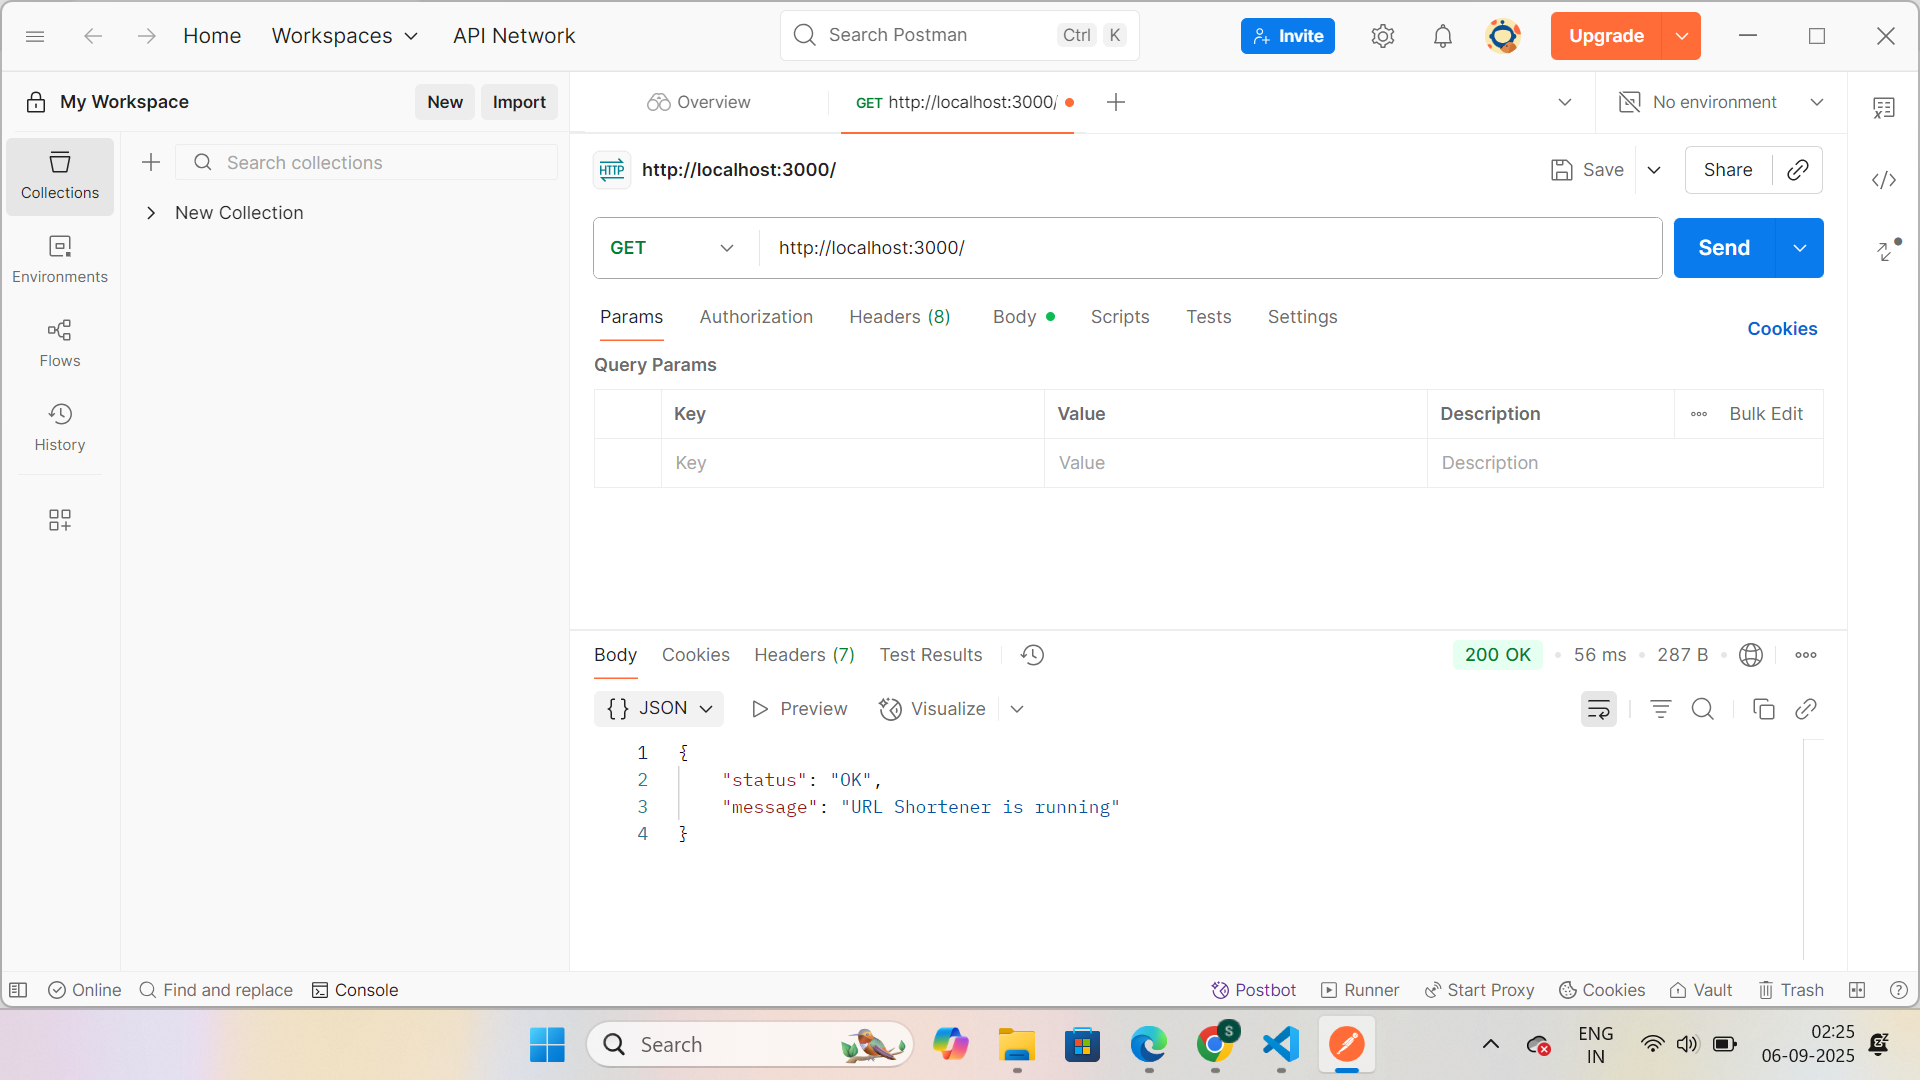 Home
Workspaces
API Network
Search Postman
Ctrl K
Invite
Upgrade
My Workspace
New
Import
Overview
GET http://localhost:3000/
No environment
Collections
Search collections
New Collection
Environments
Flows
History
HTTP
http://localhost:3000/
Save
Share
GET
http://localhost:3000/
Send
Params
Authorization
Headers (8)
Body
Scripts
Tests
Settings
Cookies
Query Params
Key
Value
Description
Bulk Edit
Key
Value
Description
Body
Cookies
Headers (7)
Test Results
200 OK
56 ms
287 B
{} JSON
Preview
Visualize
1 {
2 "status": "OK",
3 "message": "URL Shortener is running"
4 }
Online
Find and replace
Console
Postbot
Runner
Start Proxy
Cookies
Vault
Trash
Search
S
ENG
IN
02:25
06-09-2025